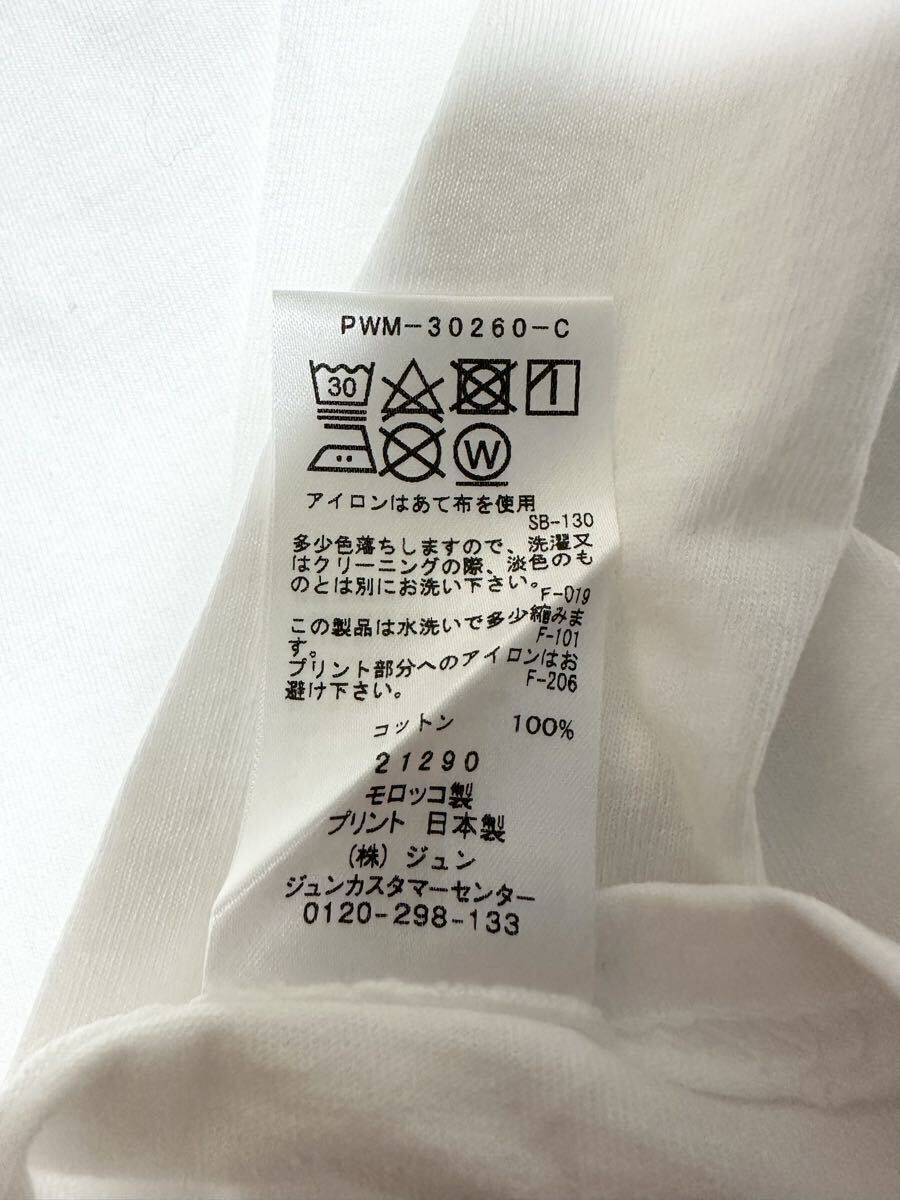 PWM-30260-C
30
W
アイロンはあて布を使用
SB-130
多少色落ちしますので、洗濯又
はクリーニングの際、淡色のも
のとは別にお洗い下さい。
F-019
この製品は水洗いで多少縮みま
す。
F-101
プリント部分へのアイロンはお
避け下さい。
F-206
コットン 100%
21290
モロッコ製
プリント 日本製
(株)ジュン
ジュンカスタマーセンター
0120-298-133